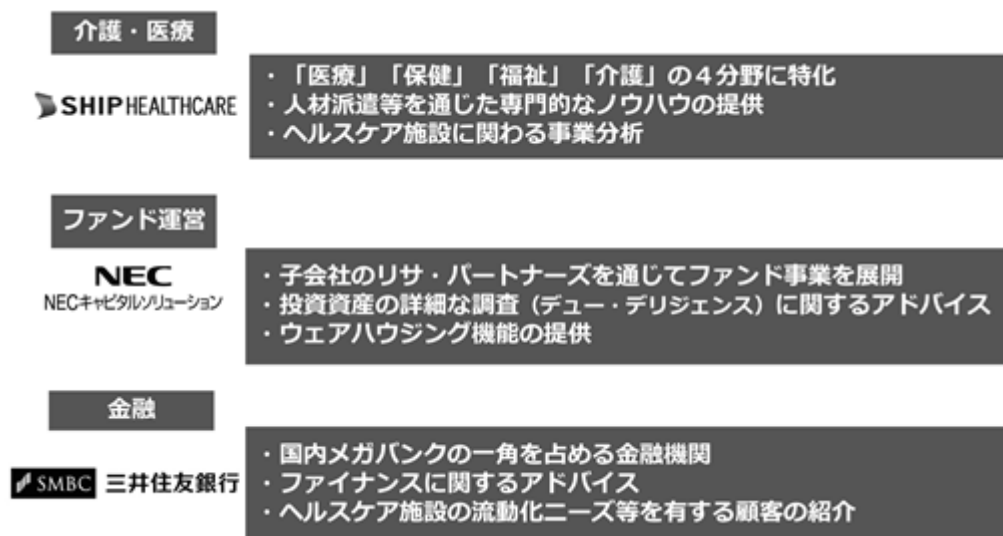 介護・医療
SHIP HEALTHCARE
・「医療」「保健」「福祉」「介護」の4分野に特化
・人材派遣等を通じた専門的なノウハウの提供
・ヘルスケア施設に関わる事業分析
ファンド運営
NEC
NECキャピタルソリューション
・子会社のリサ・パートナーズを通じてファンド事業を展開
・投資資産の詳細な調査（デュー・デリジェンス）に関するアドバイス
・ウェアハウジング機能の提供
金融
SMBC 三井住友銀行
・国内メガバンクの一角を占める金融機関
・ファイナンスに関するアドバイス
・ヘルスケア施設の流動化ニーズ等を有する顧客の紹介